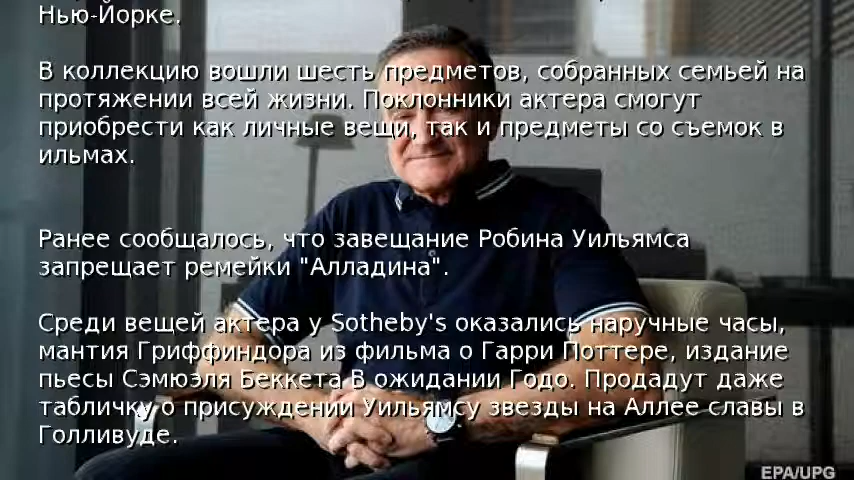 Нью-Йорке.
В коллекцию вошли шесть предметов, собранных семьей на
протяжении всей жизни. Поклонники актера смогут
приобрести как личные вещи, так и предметы со съемок в
ильмах.
Ранее сообщалось, что завещание Робина Уильямса
запрещает ремейки "Алладина".
Среди вещей актера у Sotheby's оказались наручные часы,
мантия Гриффиндора из фильма о Гарри Поттере, издание
пьесы Сэмюэля Беккета В ожидании Годо. Продадут даже
табличку о присуждении Уильямсу звезды на Аллее славы в
Голливуде.
EPA/UPG